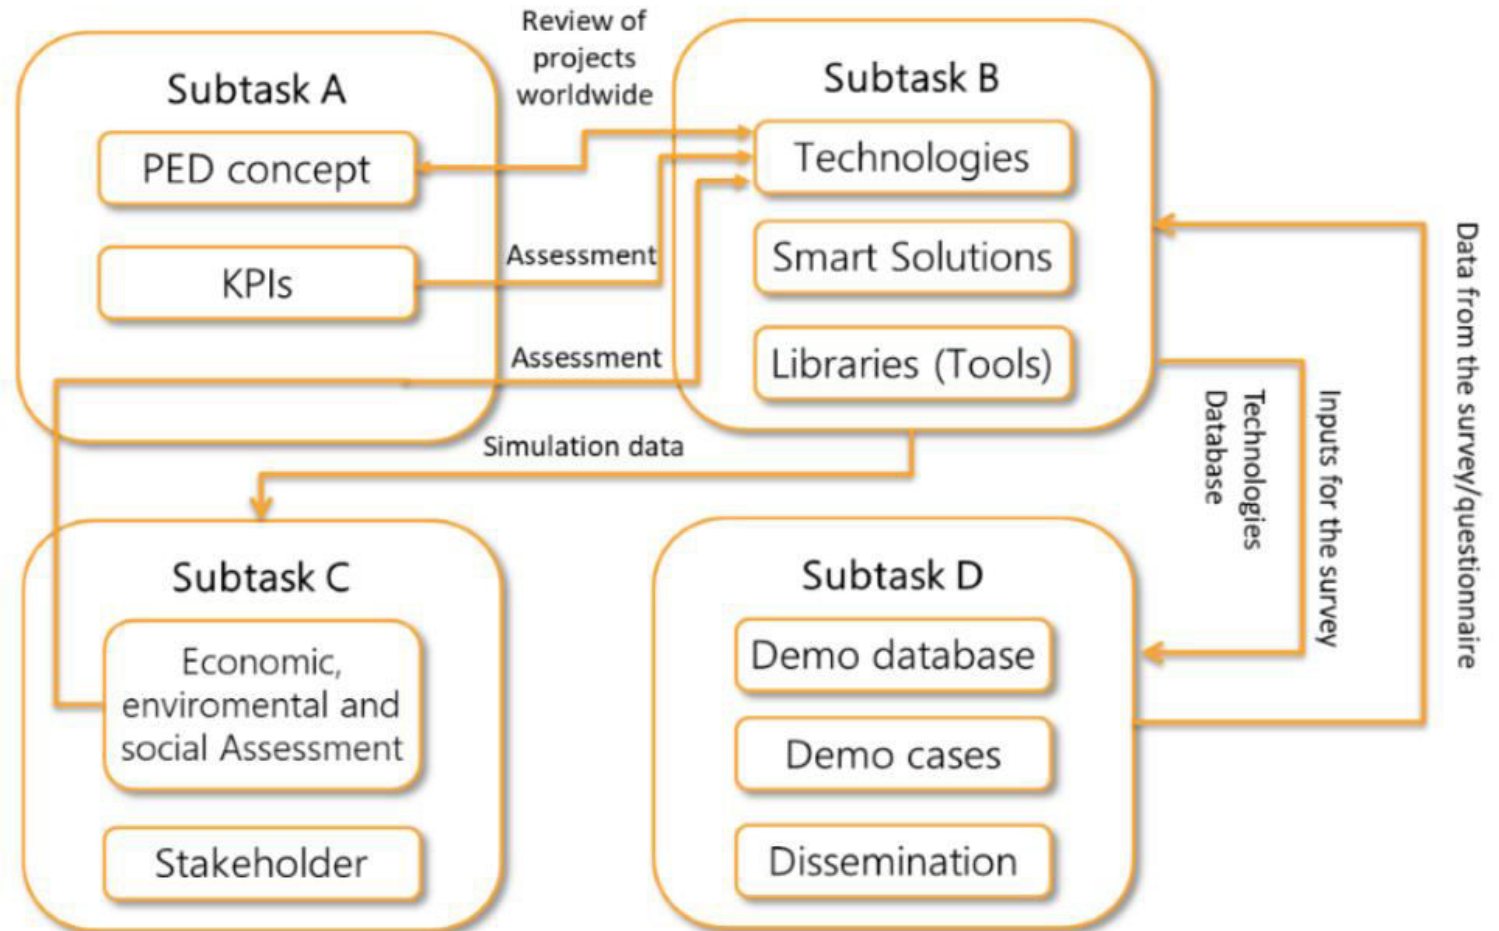 Review of
projects
worldwide
Subtask A
PED concept
KPIs
Assessment
Assessment
Subtask B
Technologies
Smart Solutions
Libraries (Tools)
Simulation data
Technologies
Database
Inputs for the survey
Data from the survey/questionnaire
Subtask C
Economic,
enviromental and
social Assessment
Stakeholder
Subtask D
Demo database
Demo cases
Dissemination